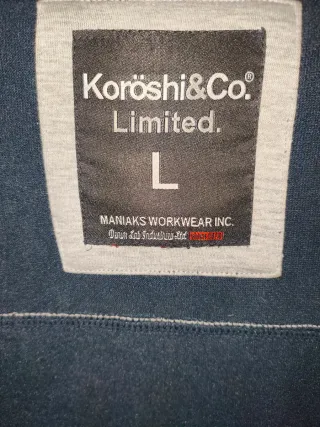 Koröshi&Co.®
Limited.
L
MANIAKS WORKWEAR INC.